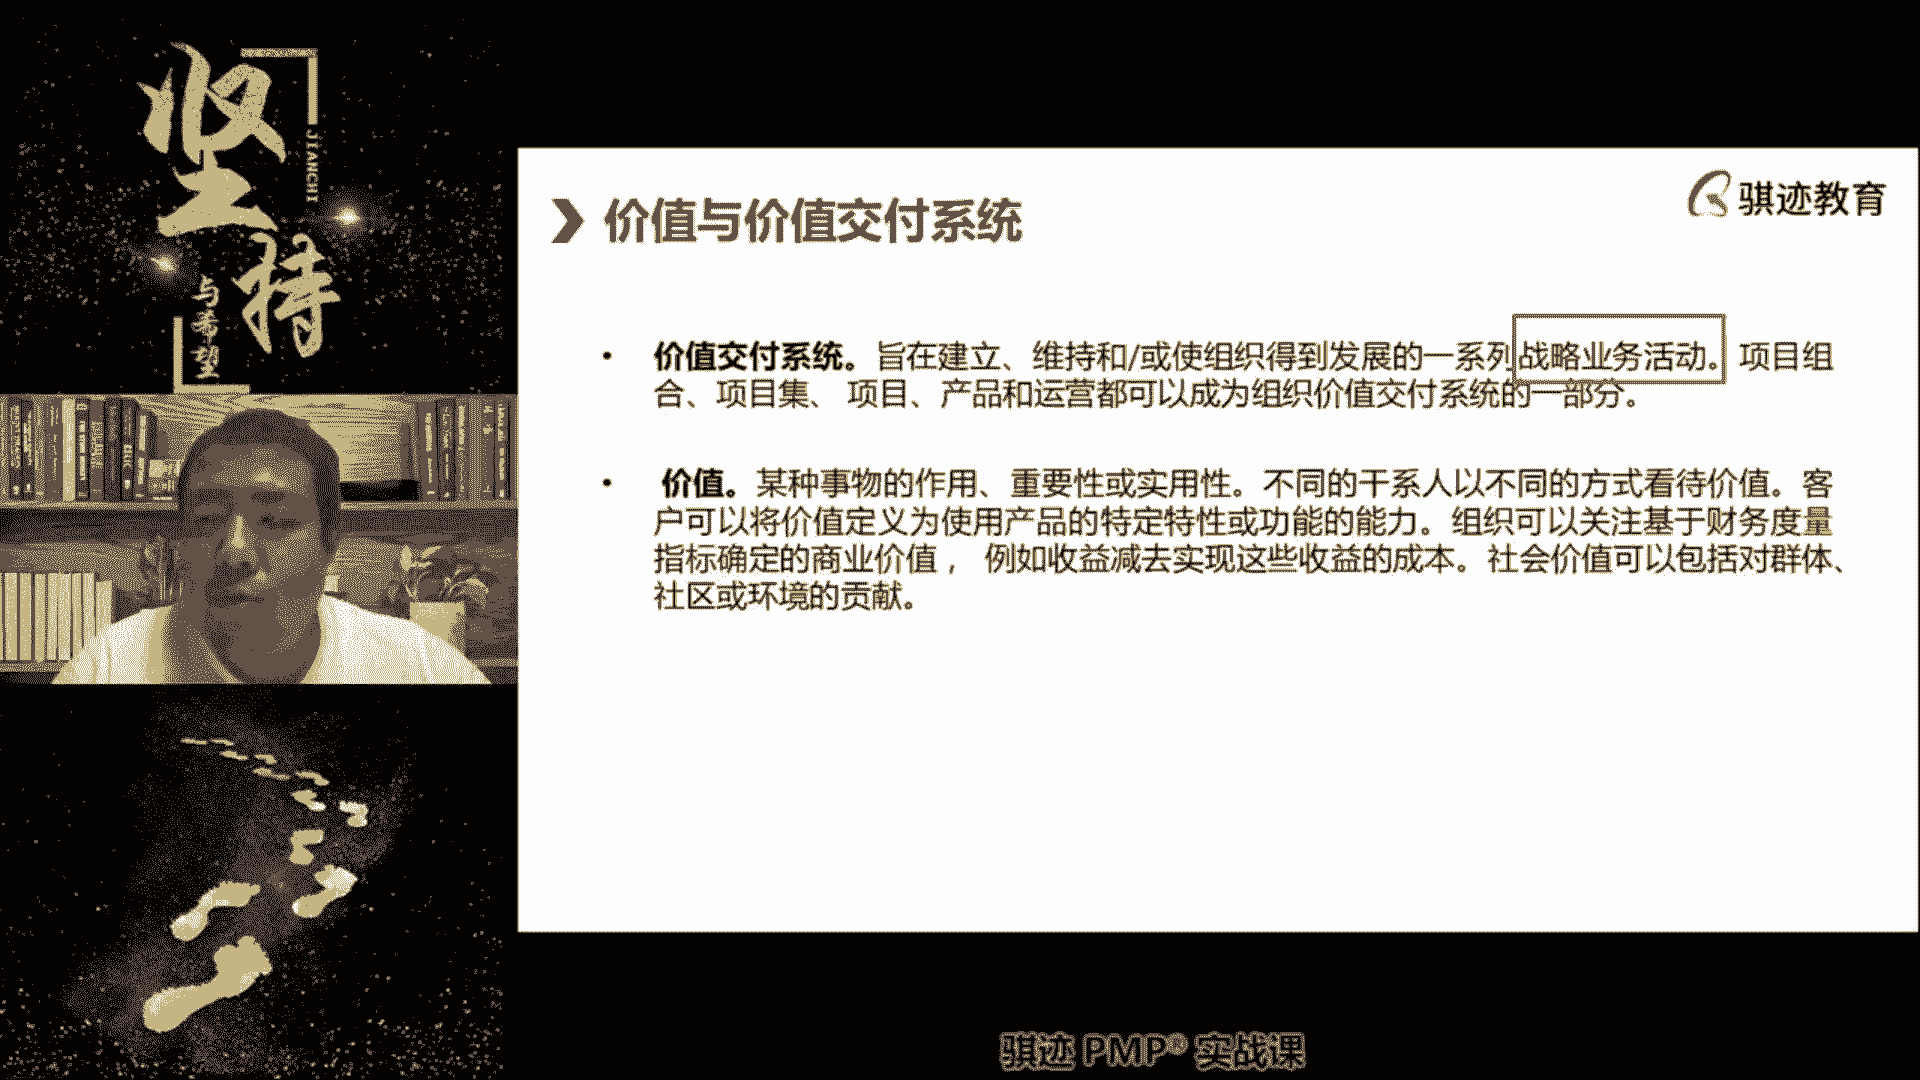 坚
持
JIANCHI
与希望
骐迹教育
价值与价值交付系统
• 价值交付系统。旨在建立、维持和/或使组织得到发展的一系列战略业务活动。 项目组
合、项目集、 项目、产品和运营都可以成为组织价值交付系统的一部分。
• 价值。某种事物的作用、重要性或实用性。不同的干系人以不同的方式看待价值。客
户可以将价值定义为使用产品的特定特性或功能的能力。组织可以关注基于财务度量
指标确定的商业价值， 例如收益减去实现这些收益的成本。社会价值可以包括对群体、
社区或环境的贡献。
骐迹 PMP® 实战课